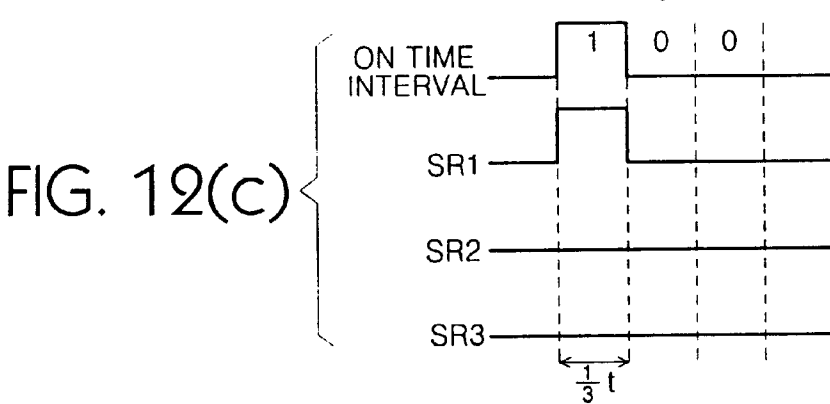 FIG. 12(c)
ON TIME
INTERVAL
1 0 0
SR1
SR2
SR3
1/3 t